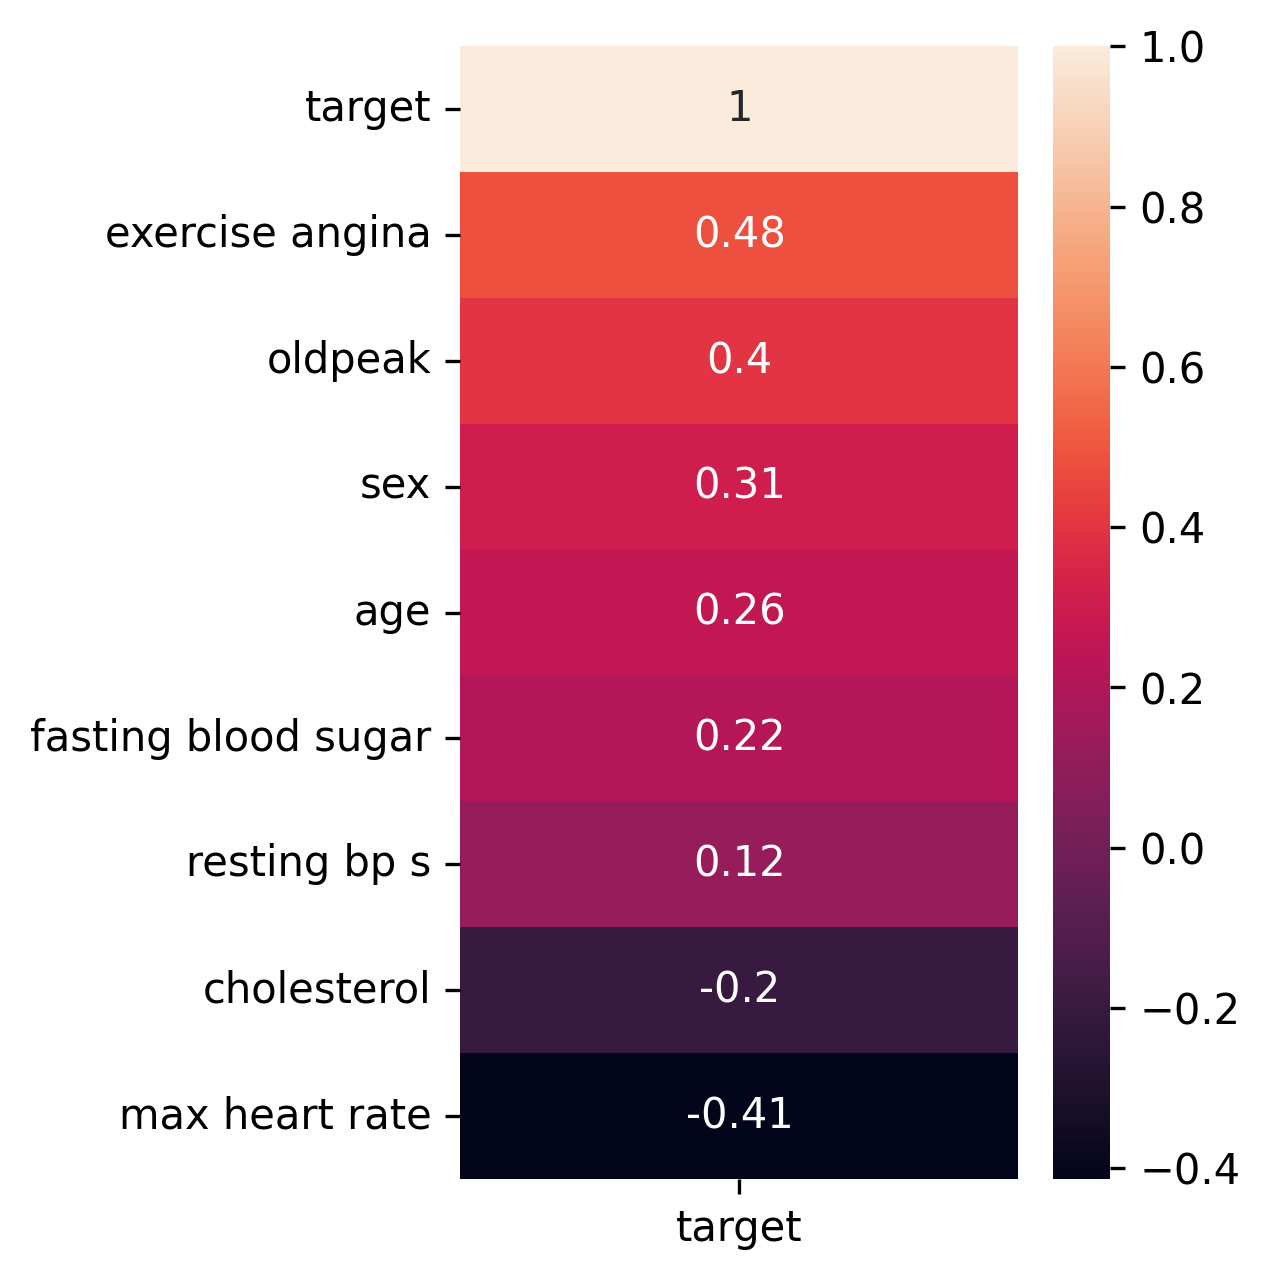 target 1
exercise angina 0.48
oldpeak 0.4
sex 0.31
age 0.26
fasting blood sugar 0.22
resting bp s 0.12
cholesterol -0.2
max heart rate -0.41
target
1.0
0.8
0.6
0.4
0.2
0.0
−0.2
−0.4